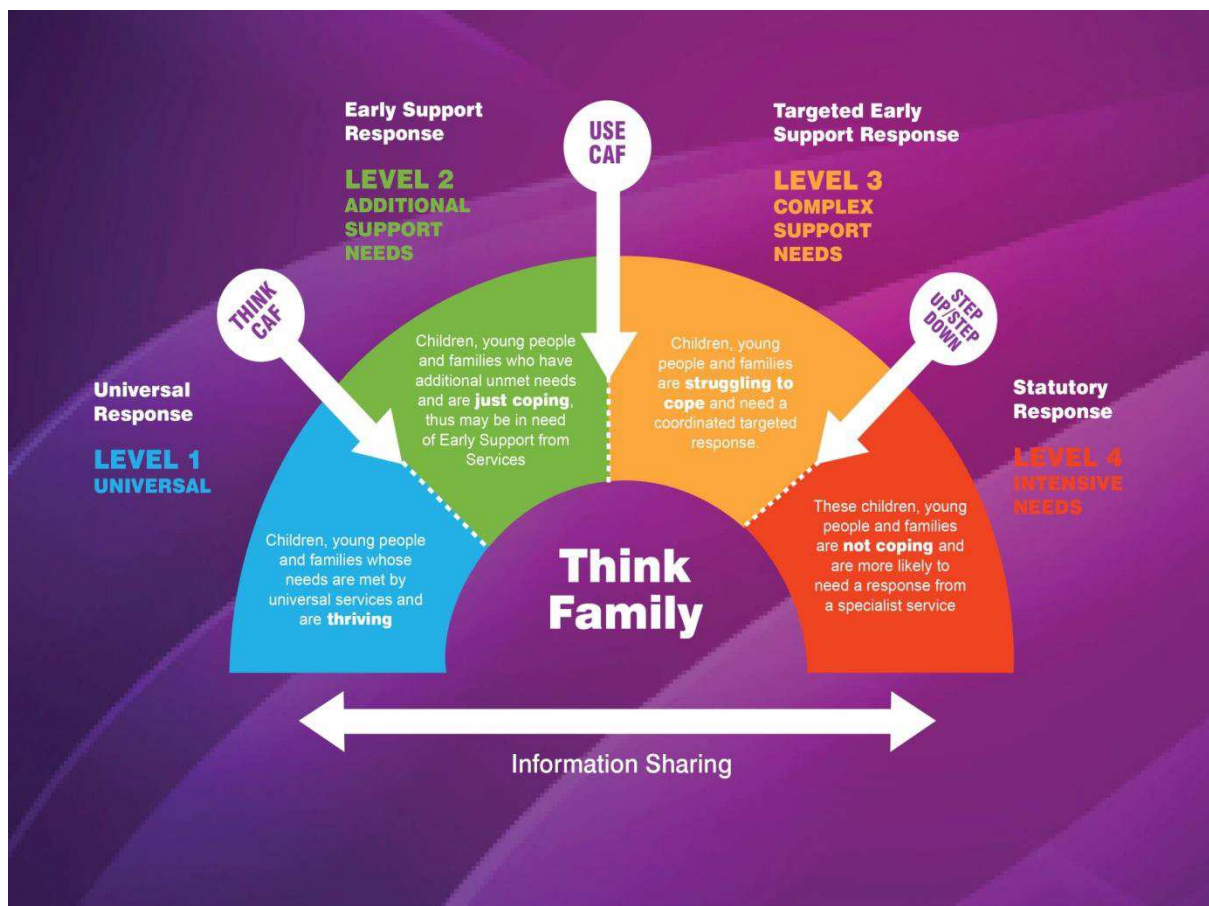 Early Support
Response
LEVEL 2
ADDITIONAL
SUPPORT
NEEDS
USE
CAF
Targeted Early
Support Response
LEVEL 3
COMPLEX
SUPPORT
NEEDS
THINK
CAF
STEP
UP/STEP
DOWN
Universal
Response
LEVEL 1
UNIVERSAL
Children, young people
and families who have
additional unmet needs
and are just coping,
thus may be in need
of Early Support from
Services
Children, young
people and families
are struggling to
cope and need a
coordinated targeted
response.
Statutory
Response
LEVEL 4
INTENSIVE
NEEDS
Children, young people
and families whose
needs are met by
universal services and
are thriving
These children, young
people and families
are not coping and
are more likely to
need a response from
a specialist service
Think
Family
Information Sharing